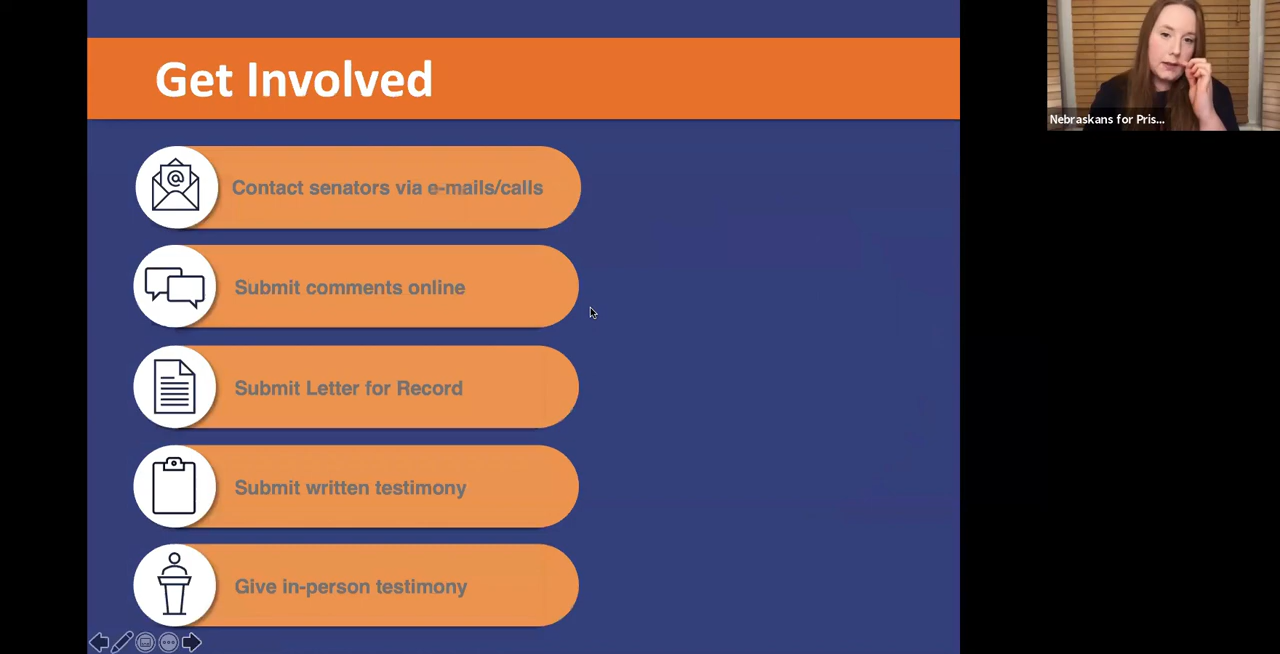 Get Involved
Contact senators via e-mails/calls
Submit comments online
Submit Letter for Record
Submit written testimony
Give in-person testimony
Nebraskans for Pris...